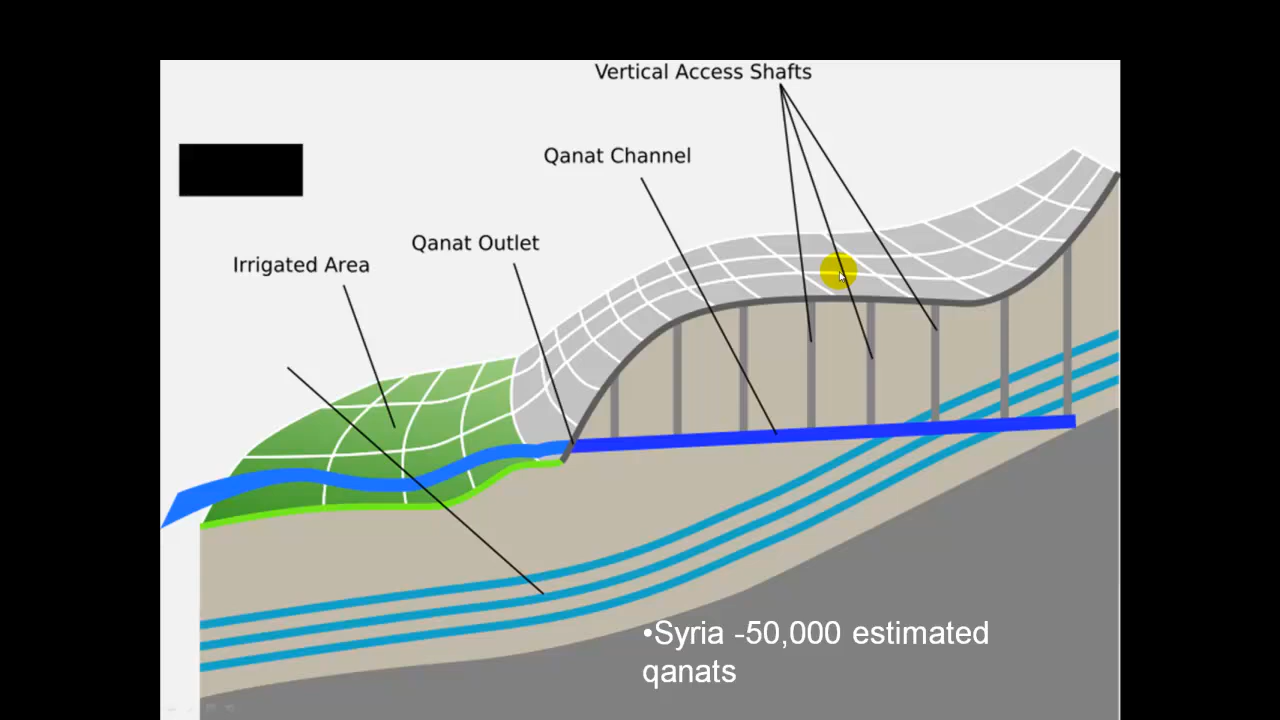 Vertical Access Shafts
Qanat Channel
Qanat Outlet
Irrigated Area
•Syria -50,000 estimated
qanats